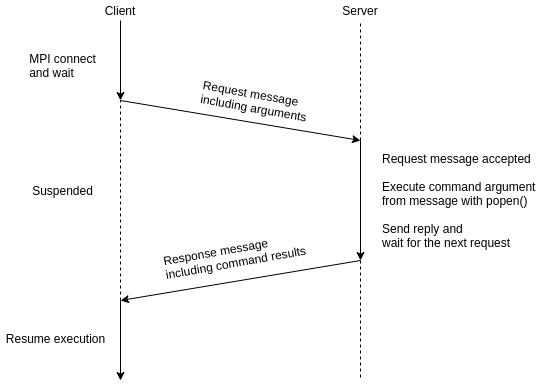 Client
Server
MPI connect
and wait
Request message
including arguments
Request message accepted
Suspended
Execute command argument
from message with popen()
Send reply and
wait for the next request
Response message
including command results
Resume execution